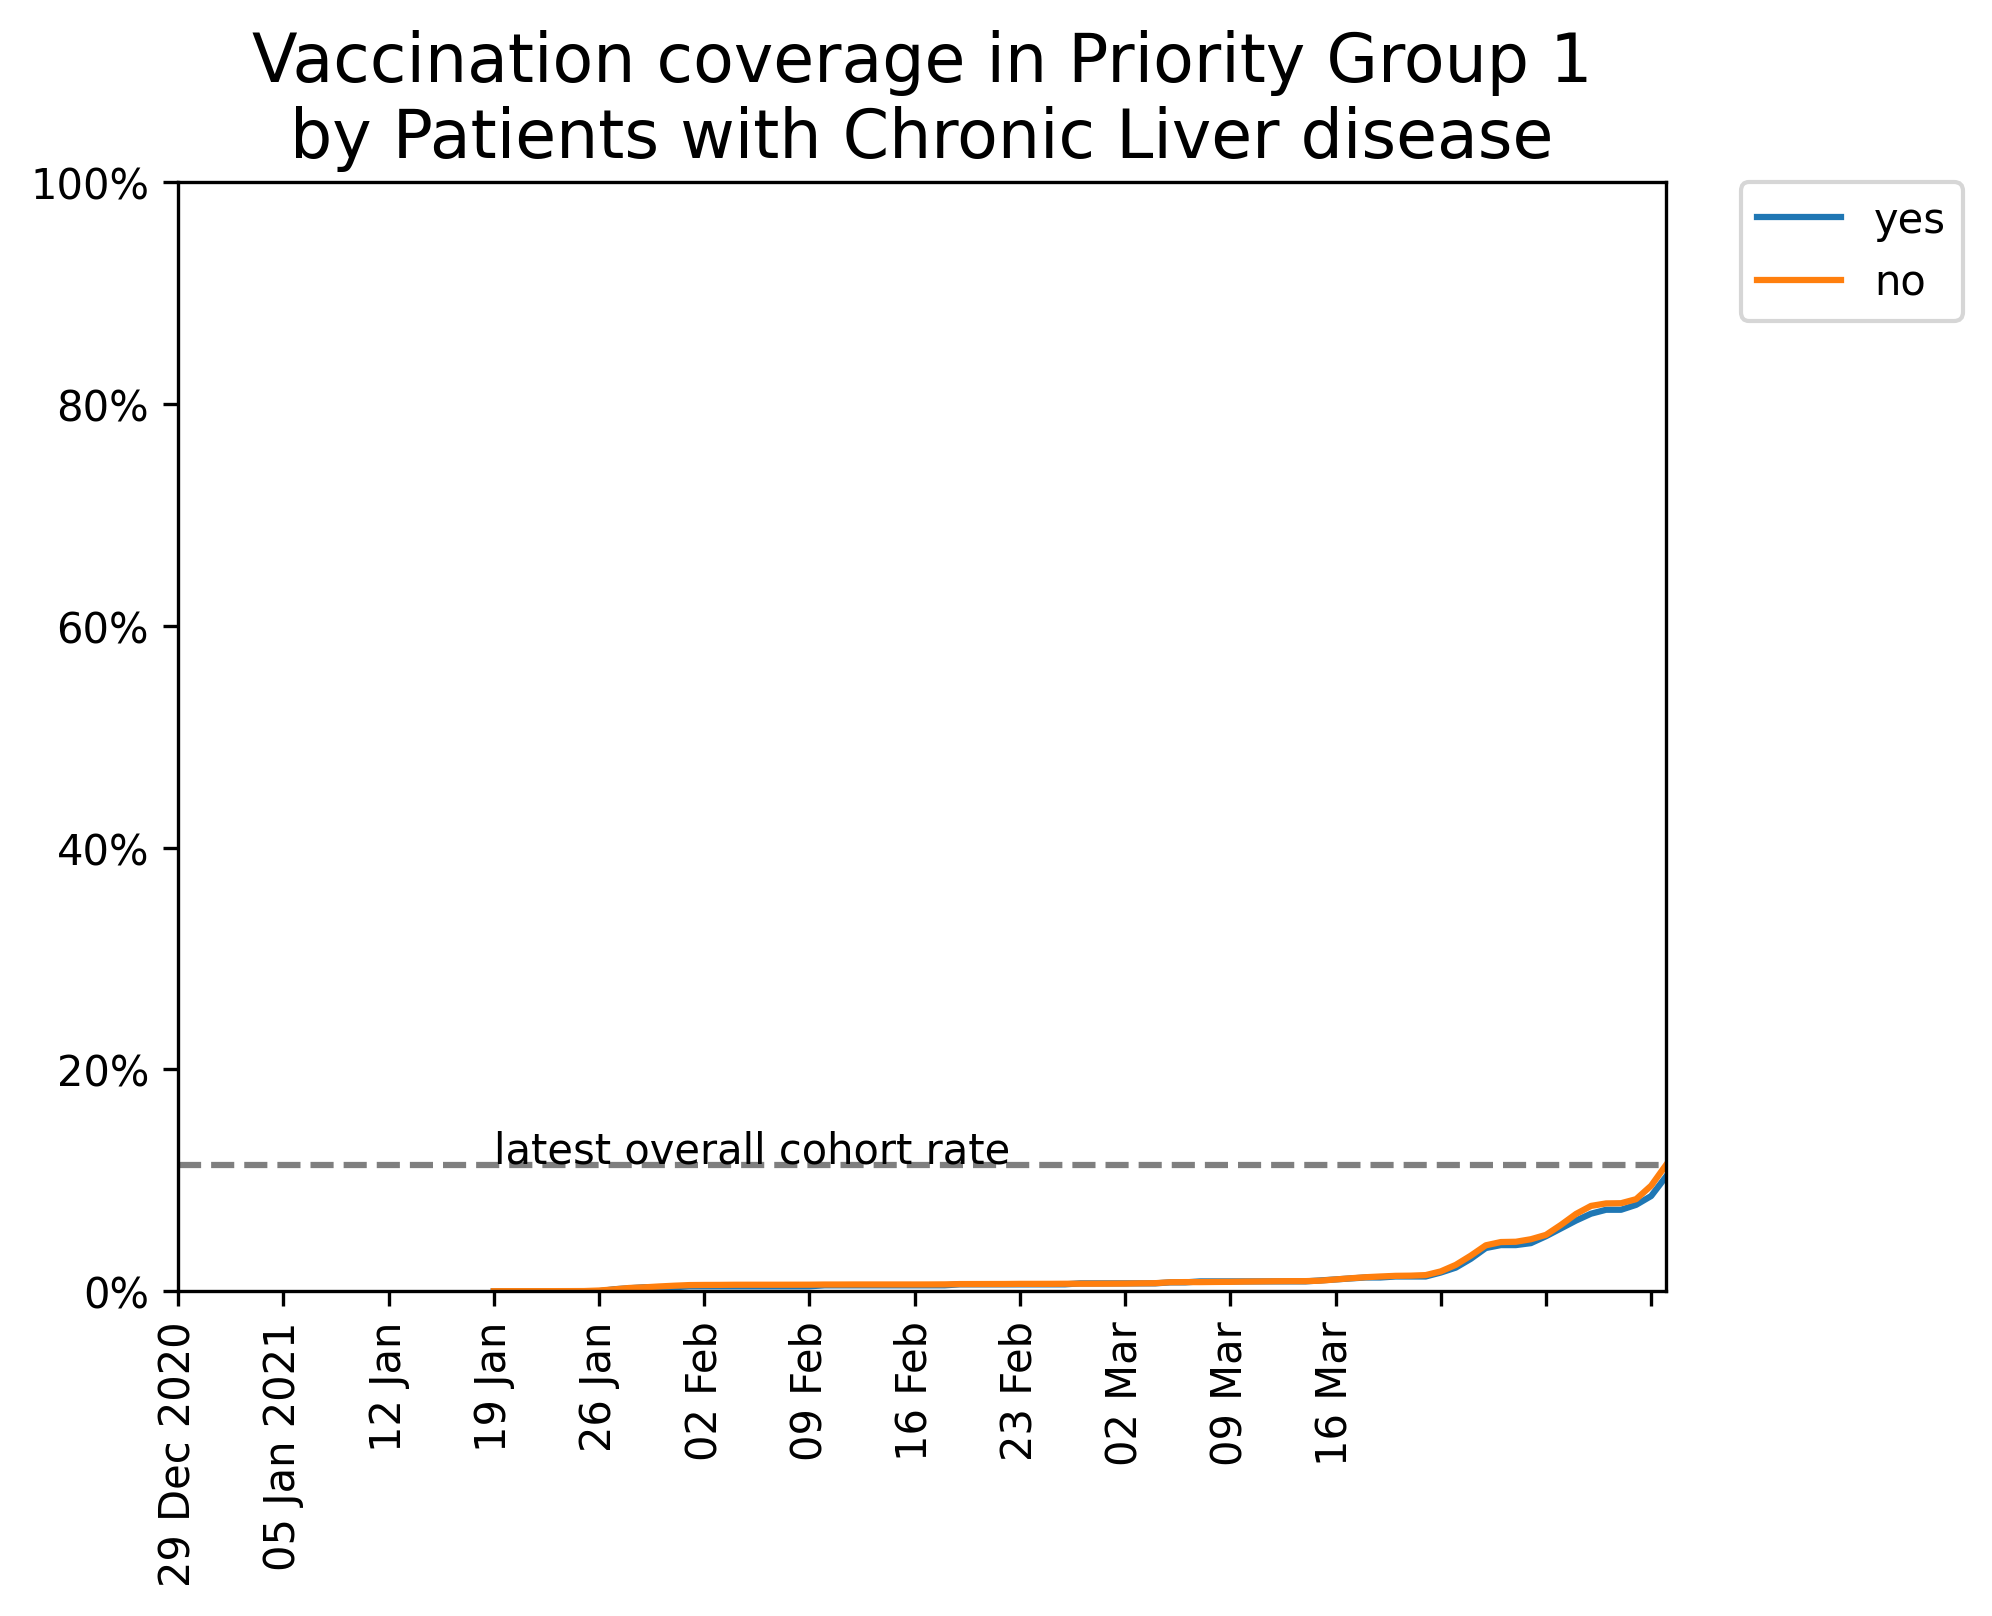 Vaccination coverage in Priority Group 1
by Patients with Chronic Liver disease
100%
80%
60%
40%
20%
0%
yes
no
latest overall cohort rate
29 Dec 2020
05 Jan 2021
12 Jan
19 Jan
26 Jan
02 Feb
09 Feb
16 Feb
23 Feb
02 Mar
09 Mar
16 Mar